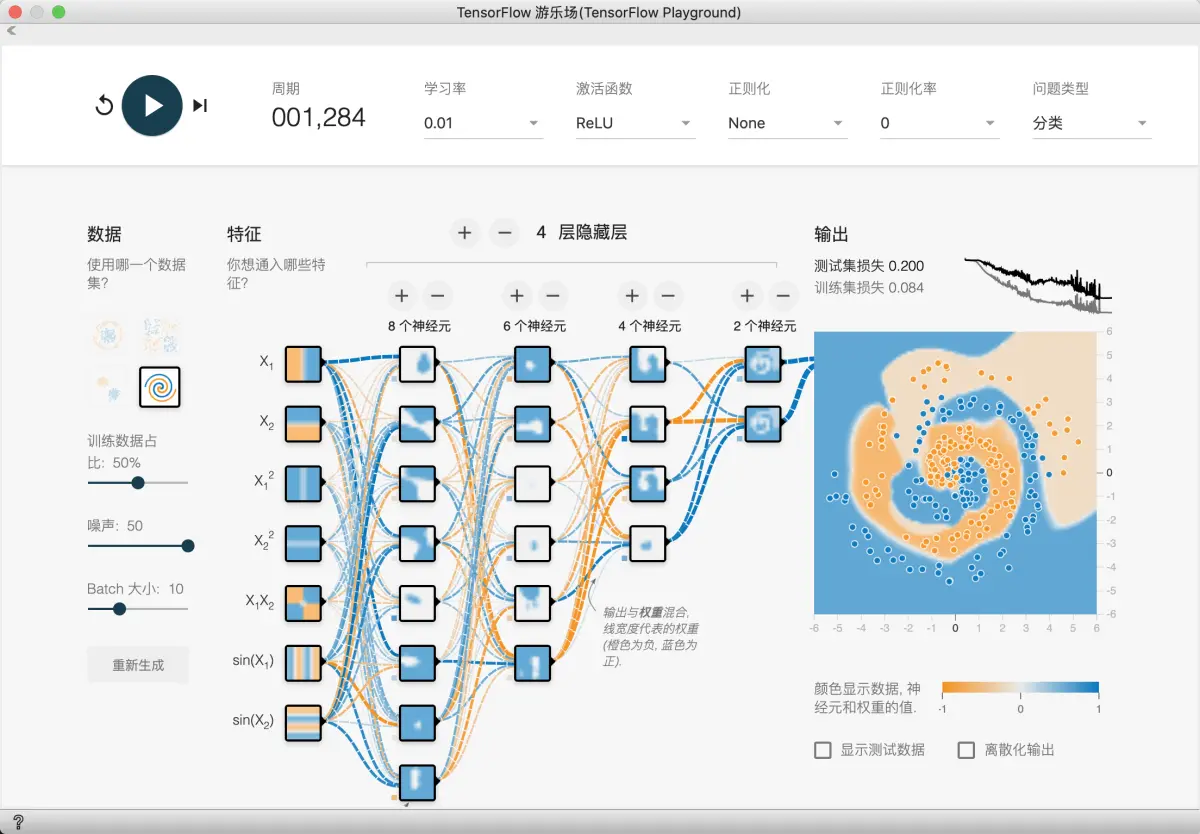 TensorFlow 游乐场(TensorFlow Playground)
周期
001,284
学习率
0.01
激活函数
ReLU
正则化
None
正则化率
0
问题类型
分类
数据
使用哪一个数据
集?
训练数据占
比: 50%
噪声: 50
Batch 大小: 10
重新生成
特征
你想通入哪些特
征?
X1
X2
X1²
X2²
X1X2
sin(X1)
sin(X2)
+ − 4 层隐藏层
+ − + − + − + −
8 个神经元
6 个神经元
4 个神经元
2 个神经元
输出与权重混合,
线宽度代表的权重
(橙色为负, 蓝色为
正).
输出
测试集损失 0.200
训练集损失 0.084
6
5
4
3
2
1
0
-1
-2
-3
-4
-5
-6
-6 -5 -4 -3 -2 -1 0 1 2 3 4 5 6
颜色显示数据, 神
经元和权重的值.
-1 0 1
显示测试数据
离散化输出
?